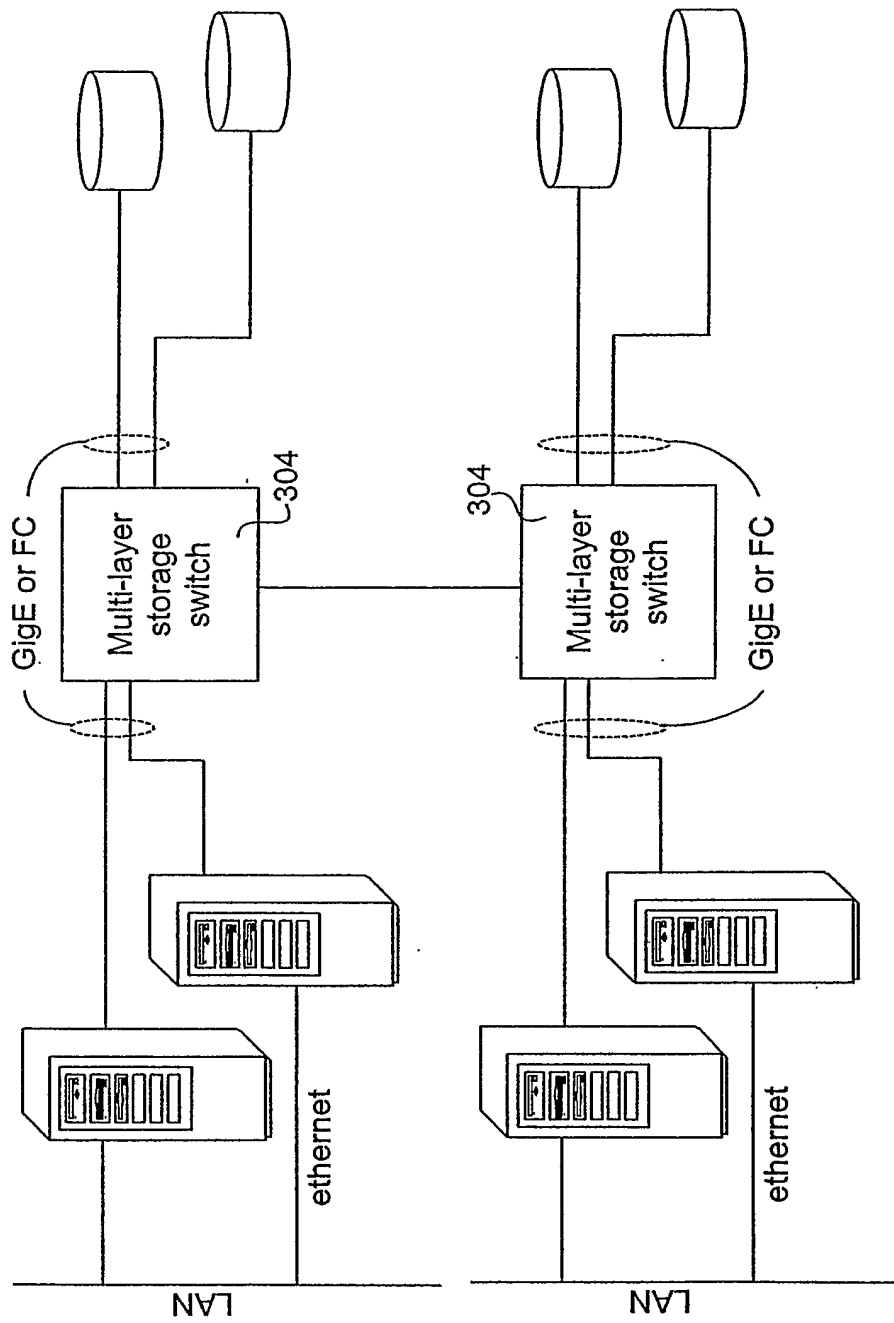 GigE or FC
Multi-layer
storage
switch
304
ethernet
LAN
304
Multi-layer
storage
switch
GigE or FC
ethernet
LAN